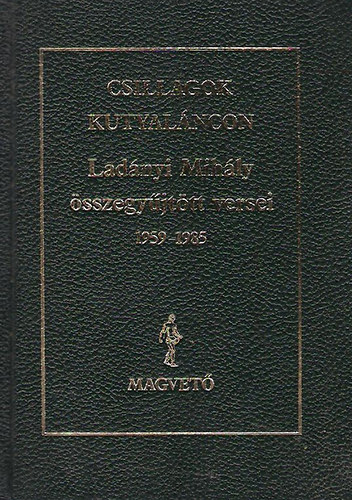 CSILLAGOK
KUTYALÁNCON
Ladányi Mihály
összegyűjtött versei
1959–1985
MAGVETŐ